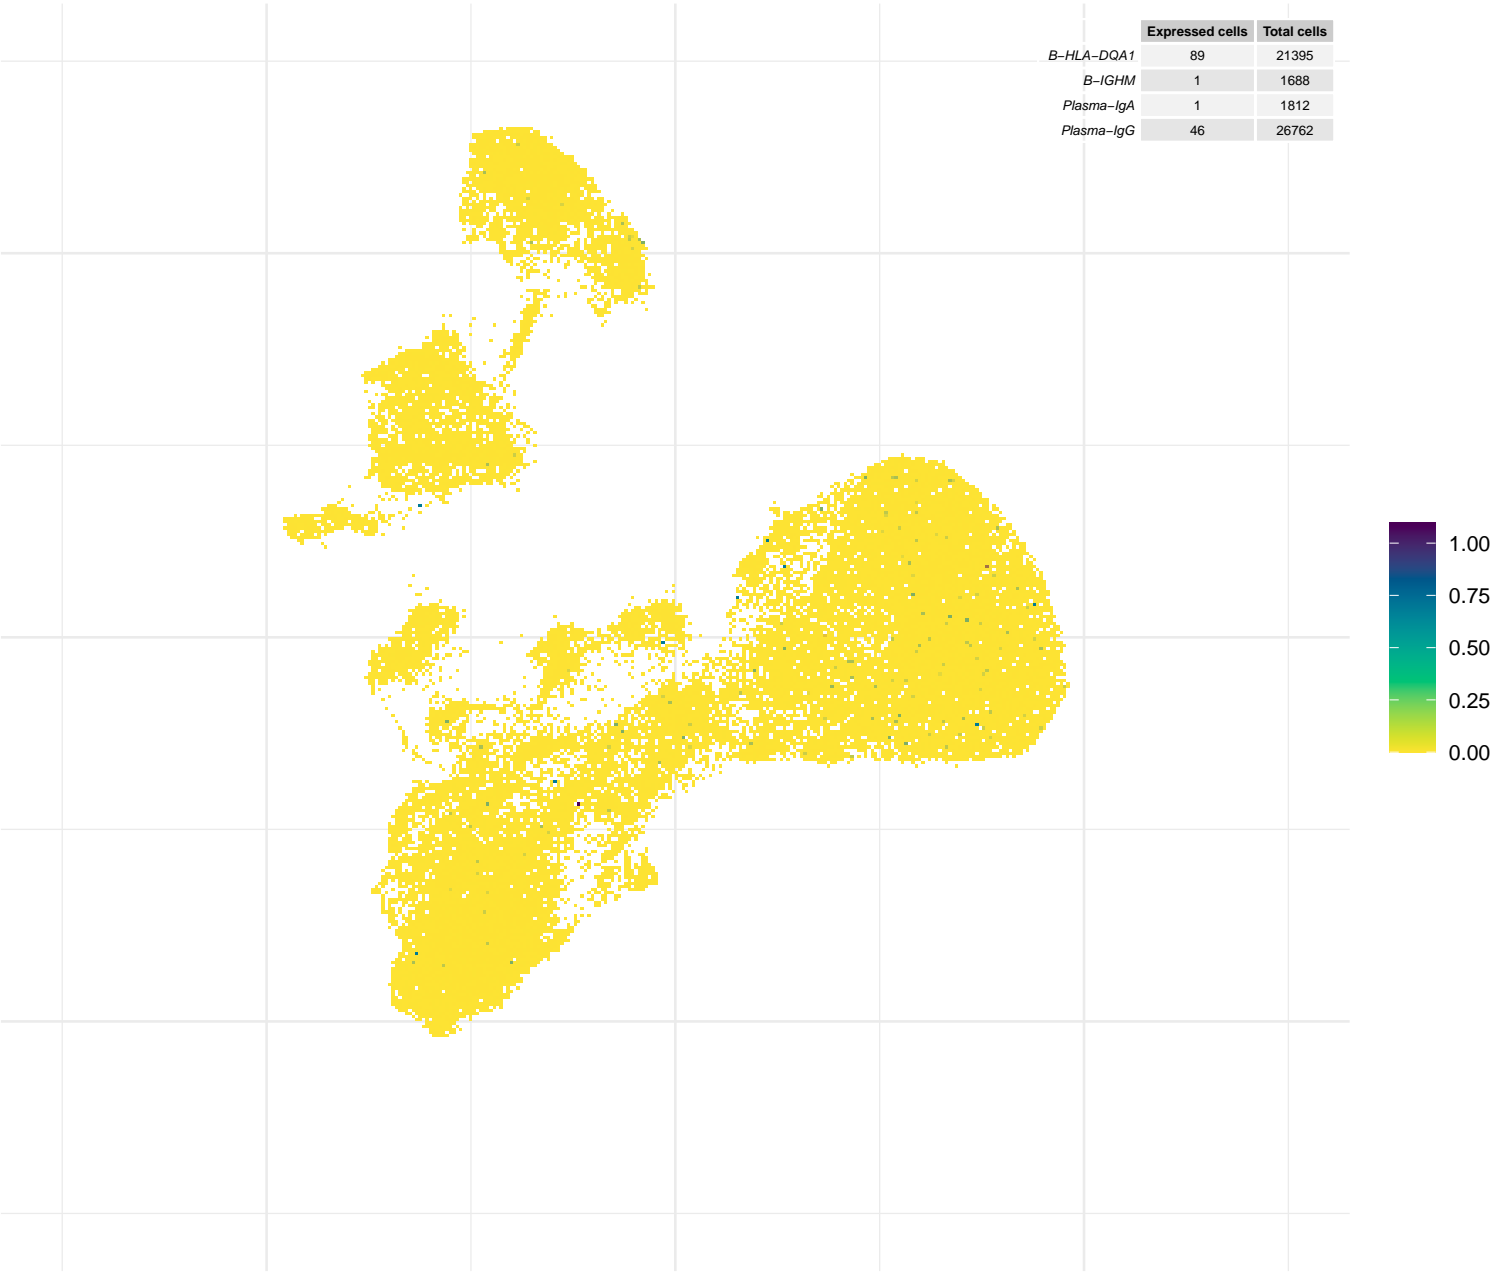 Expressed cells Total cells
B−HLA−DQA1 89 21395
B−IGHM 1 1688
Plasma−IgA 1 1812
Plasma−IgG 46 26762
1.00
0.75
0.50
0.25
0.00